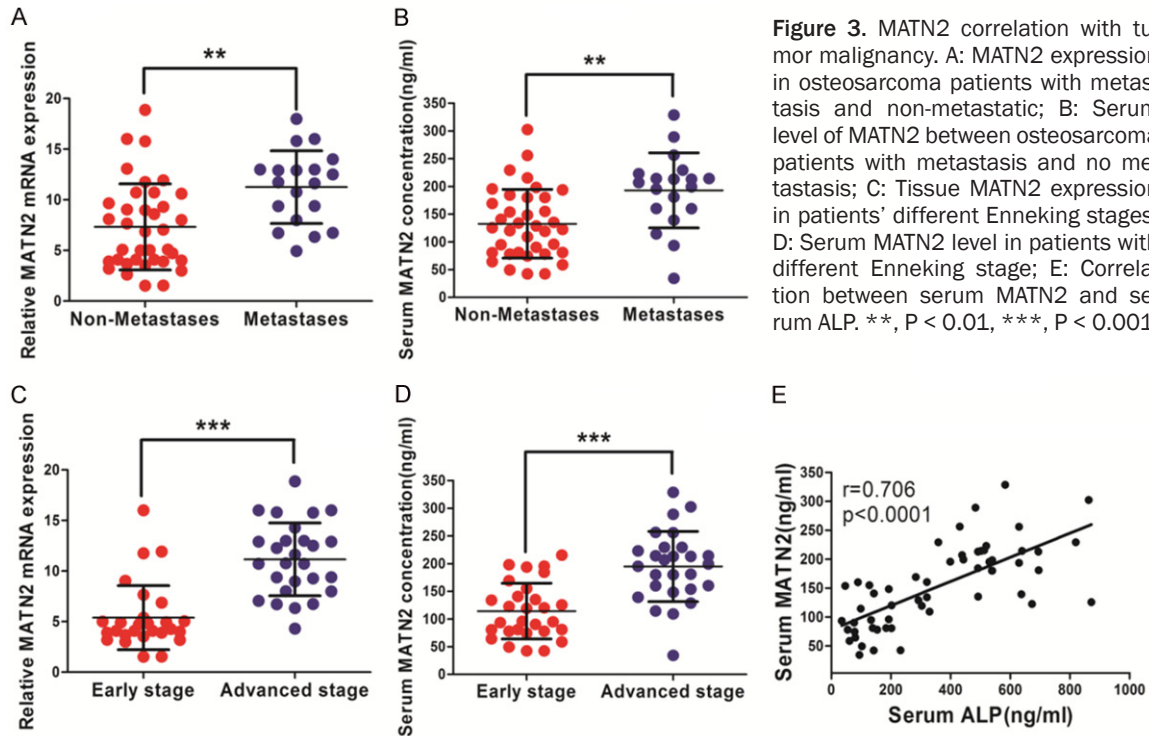 A
**
Relative MATN2 mRNA expression
20
15
10
5
0
Non-Metastases Metastases
B
**
Serum MATN2 concentration(ng/ml)
350
300
250
200
150
100
50
0
Non-Metastases Metastases
Figure 3. MATN2 correlation with tu-
mor malignancy. A: MATN2 expression
in osteosarcoma patients with metas-
tasis and non-metastatic; B: Serum
level of MATN2 between osteosarcoma
patients with metastasis and no me-
tastasis; C: Tissue MATN2 expression
in patients' different Enneking stages
D: Serum MATN2 level in patients with
different Enneking stage; E: Correla-
tion between serum MATN2 and se-
rum ALP. **, P < 0.01, ***, P < 0.001
C
***
Relative MATN2 mRNA expression
20
15
10
5
0
Early stage Advanced stage
D
***
Serum MATN2 concentration(ng/ml)
350
300
250
200
150
100
50
0
Early stage Advanced stage
E
r=0.706
p<0.0001
Serum MATN2(ng/ml)
350
300
250
200
150
100
50
0 200 400 600 800 1000
Serum ALP(ng/ml)